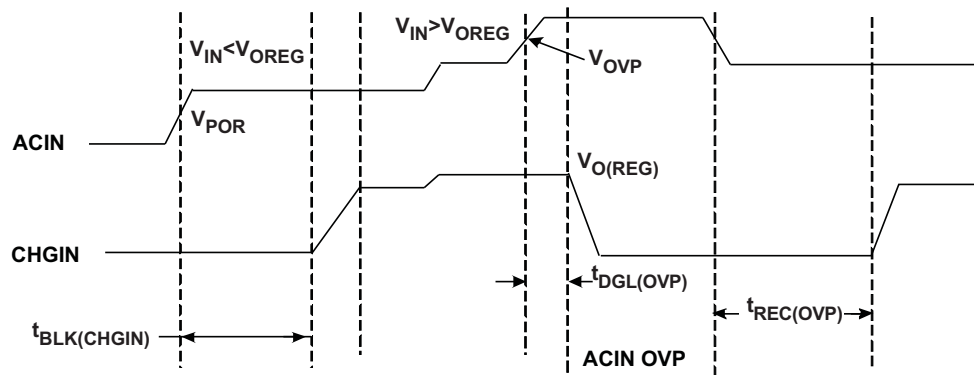 VIN<VOREG
VIN>VOREG
VOVP
VPOR
ACIN
VO(REG)
CHGIN
tDGL(OVP)
tREC(OVP)
tBLK(CHGIN)
ACIN OVP